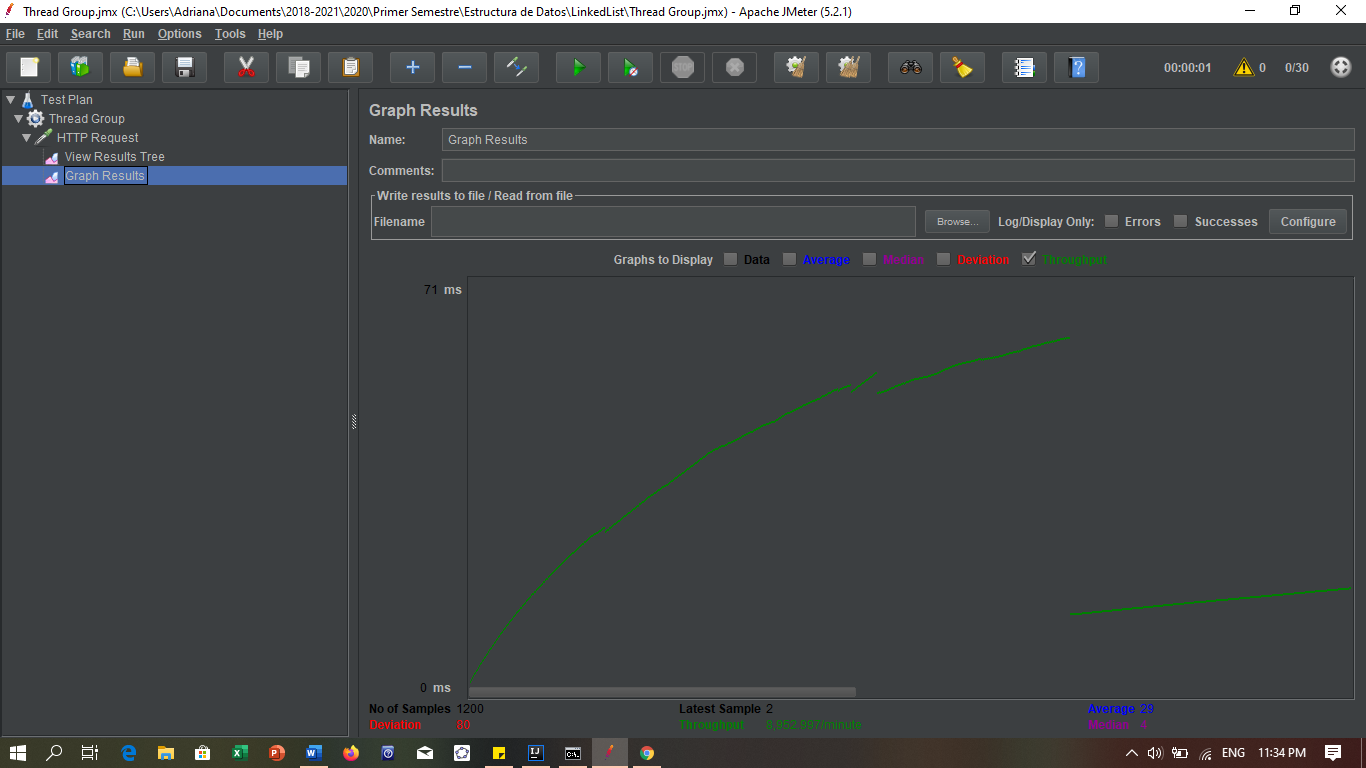 Thread Group.jmx (C:\Users\Adriana\Documents\2018-2021\2020\Primer Semestre\Estructura de Datos\LinkedList\Thread Group.jmx) - Apache JMeter (5.2.1)
File Edit Search Run Options Tools Help
00:00:01 0 0/30
Test Plan
Thread Group
HTTP Request
View Results Tree
Graph Results
Graph Results
Name: Graph Results
Comments:
Write results to file / Read from file
Filename Browse... Log/Display Only: Errors Successes Configure
Graphs to Display Data Average Median Deviation Throughput
71 ms
0 ms
No of Samples 1200 Latest Sample 2 Average 29
Deviation 80 Throughput 8,952.997/minute Median
ENG 11:34 PM